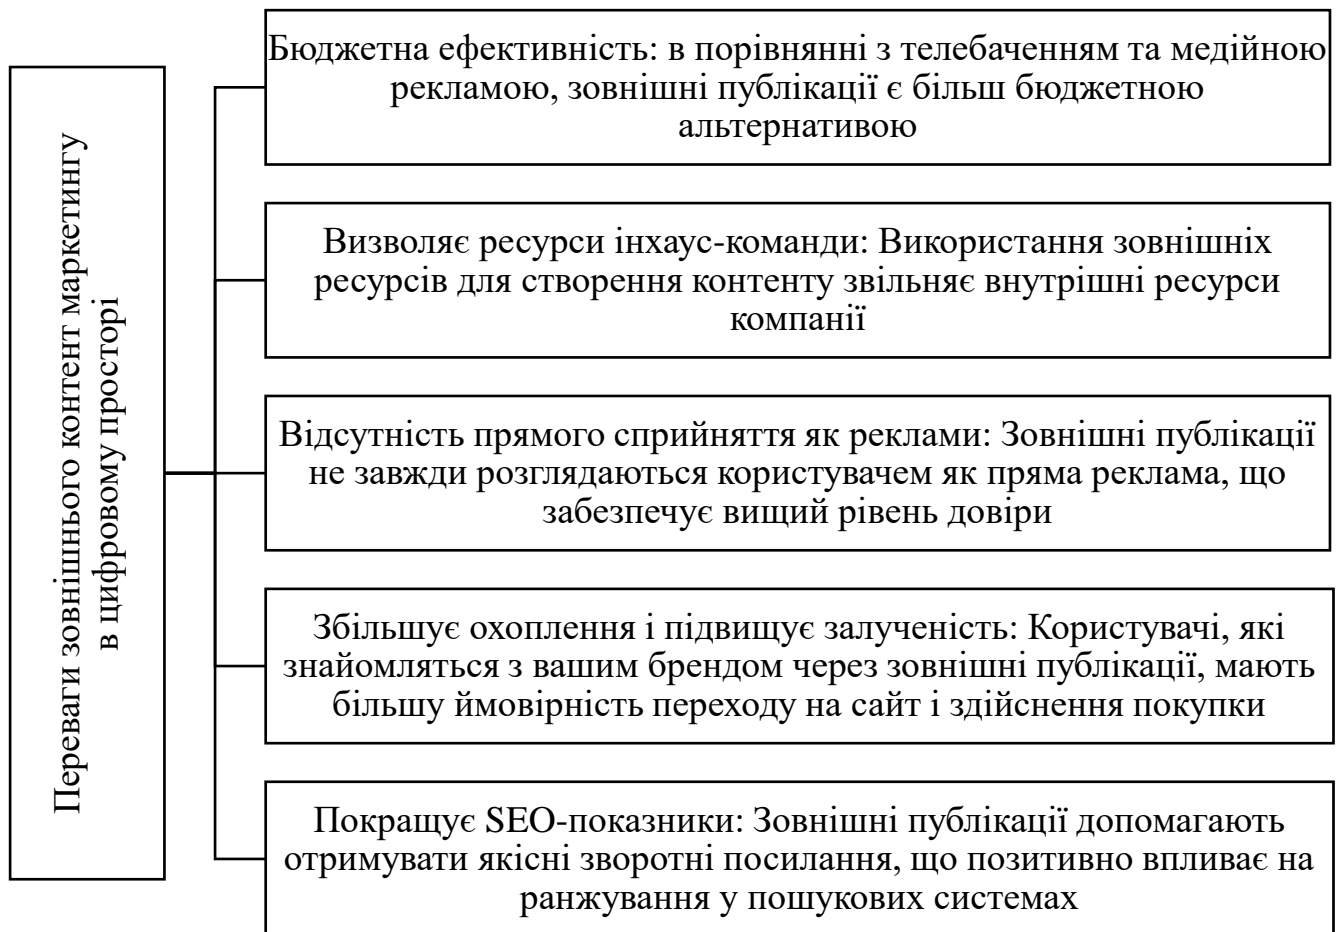 Переваги зовнішнього контент маркетингу
в цифровому просторі
Бюджетна ефективність: в порівнянні з телебаченням та медійною
рекламою, зовнішні публікації є більш бюджетною
альтернативою
Визволяє ресурси інхаус-команди: Використання зовнішніх
ресурсів для створення контенту звільняє внутрішні ресурси
компанії
Відсутність прямого сприйняття як реклами: Зовнішні публікації
не завжди розглядаються користувачем як пряма реклама, що
забезпечує вищий рівень довіри
Збільшує охоплення і підвищує залученість: Користувачі, які
знайомляться з вашим брендом через зовнішні публікації, мають
більшу ймовірність переходу на сайт і здійснення покупки
Покращує SEO-показники: Зовнішні публікації допомагають
отримувати якісні зворотні посилання, що позитивно впливає на
ранжування у пошукових системах